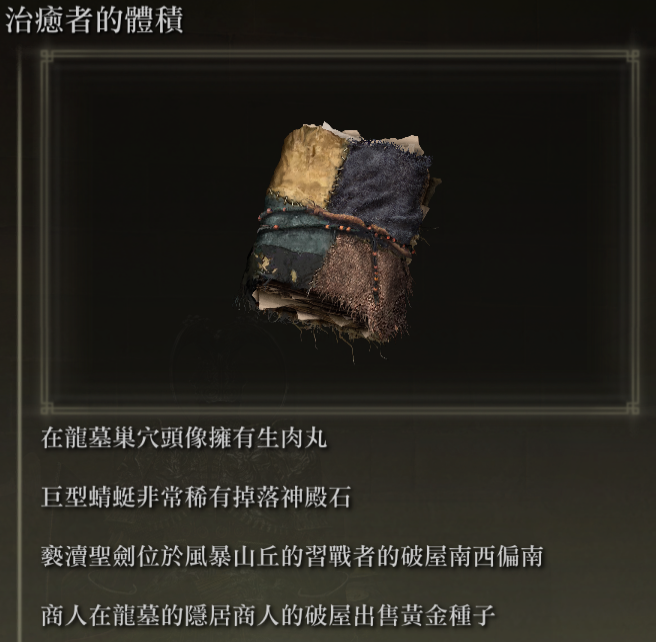 治癒者的體積
在龍墓巢穴頭像擁有生肉丸
巨型蜻蜓非常稀有掉落神殿石
褻瀆聖劍位於風暴山丘的習戰者的破屋南西偏南
商人在龍墓的隱居商人的破屋出售黃金種子